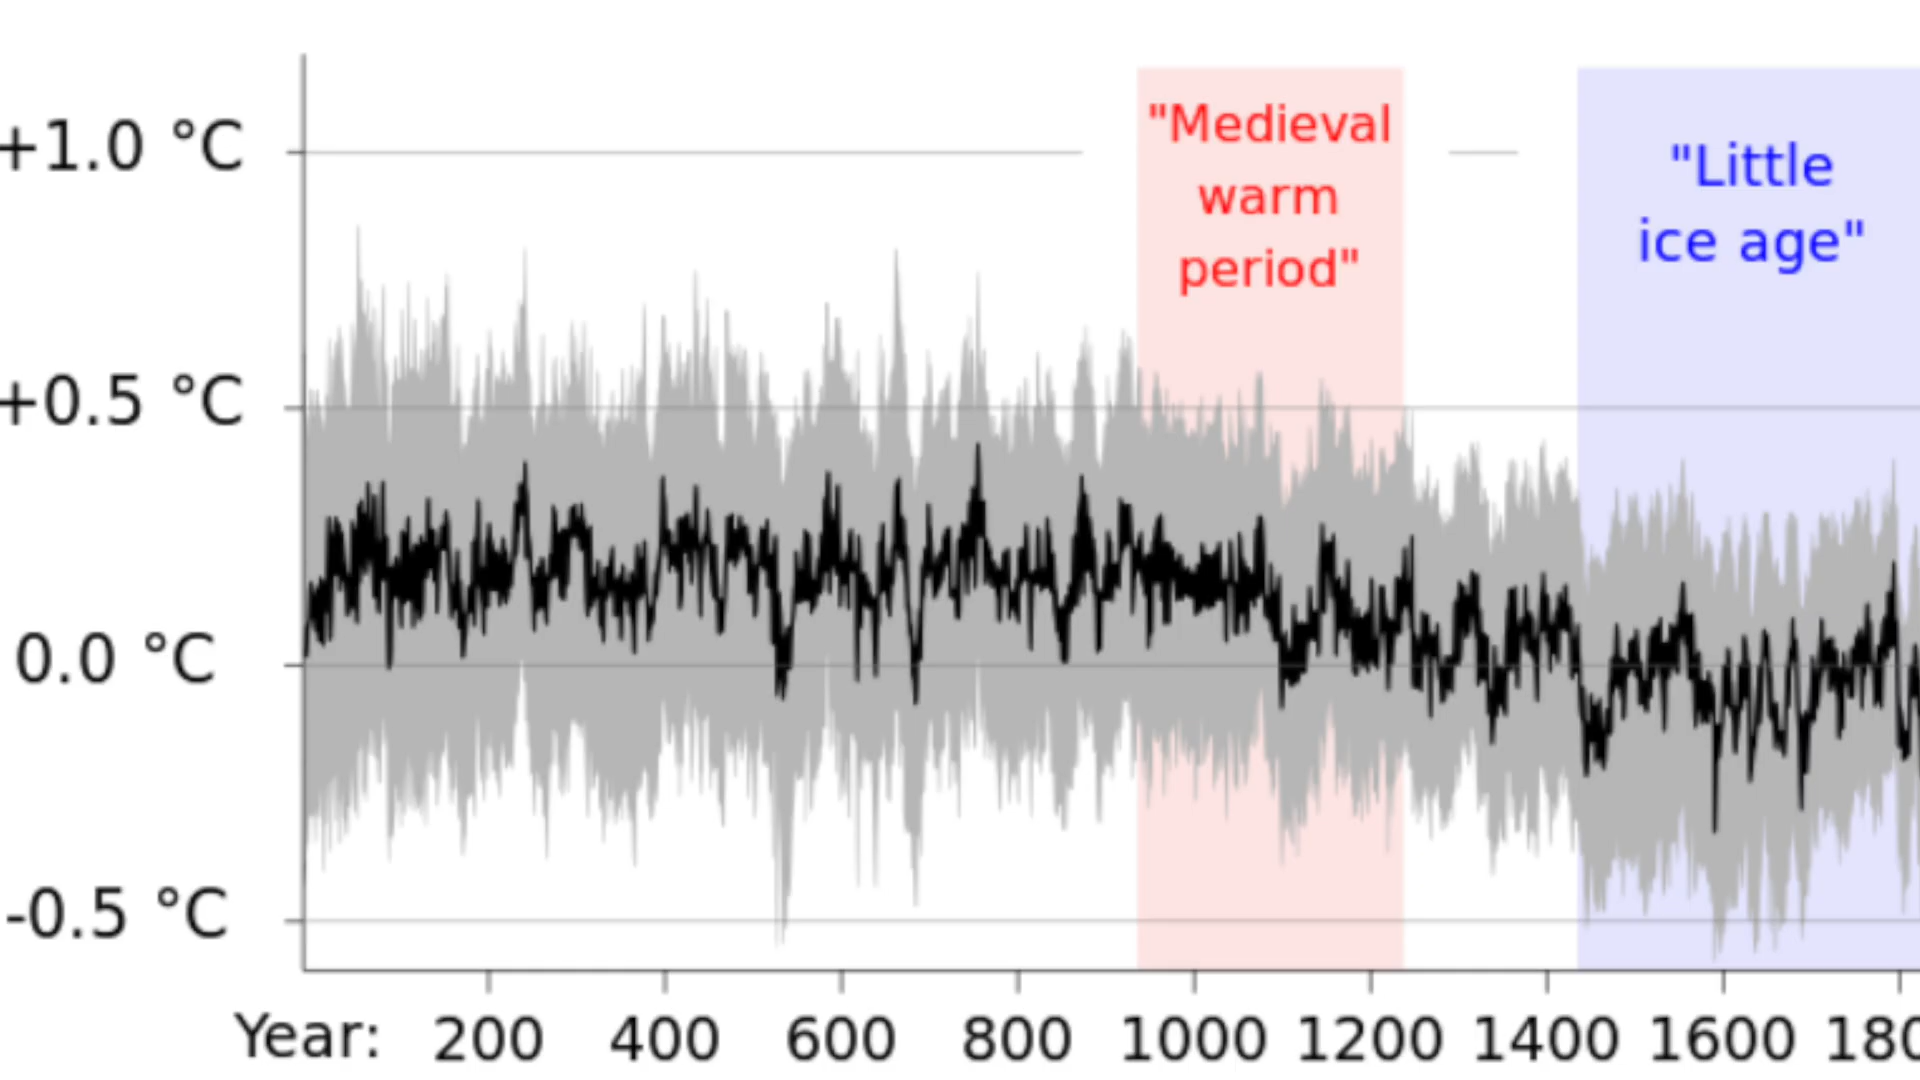 "Medieval
warm
period"
"Little
ice age"
+1.0 °C
+0.5 °C
0.0 °C
-0.5 °C
Year: 200 400 600 800 1000 1200 1400 1600 180